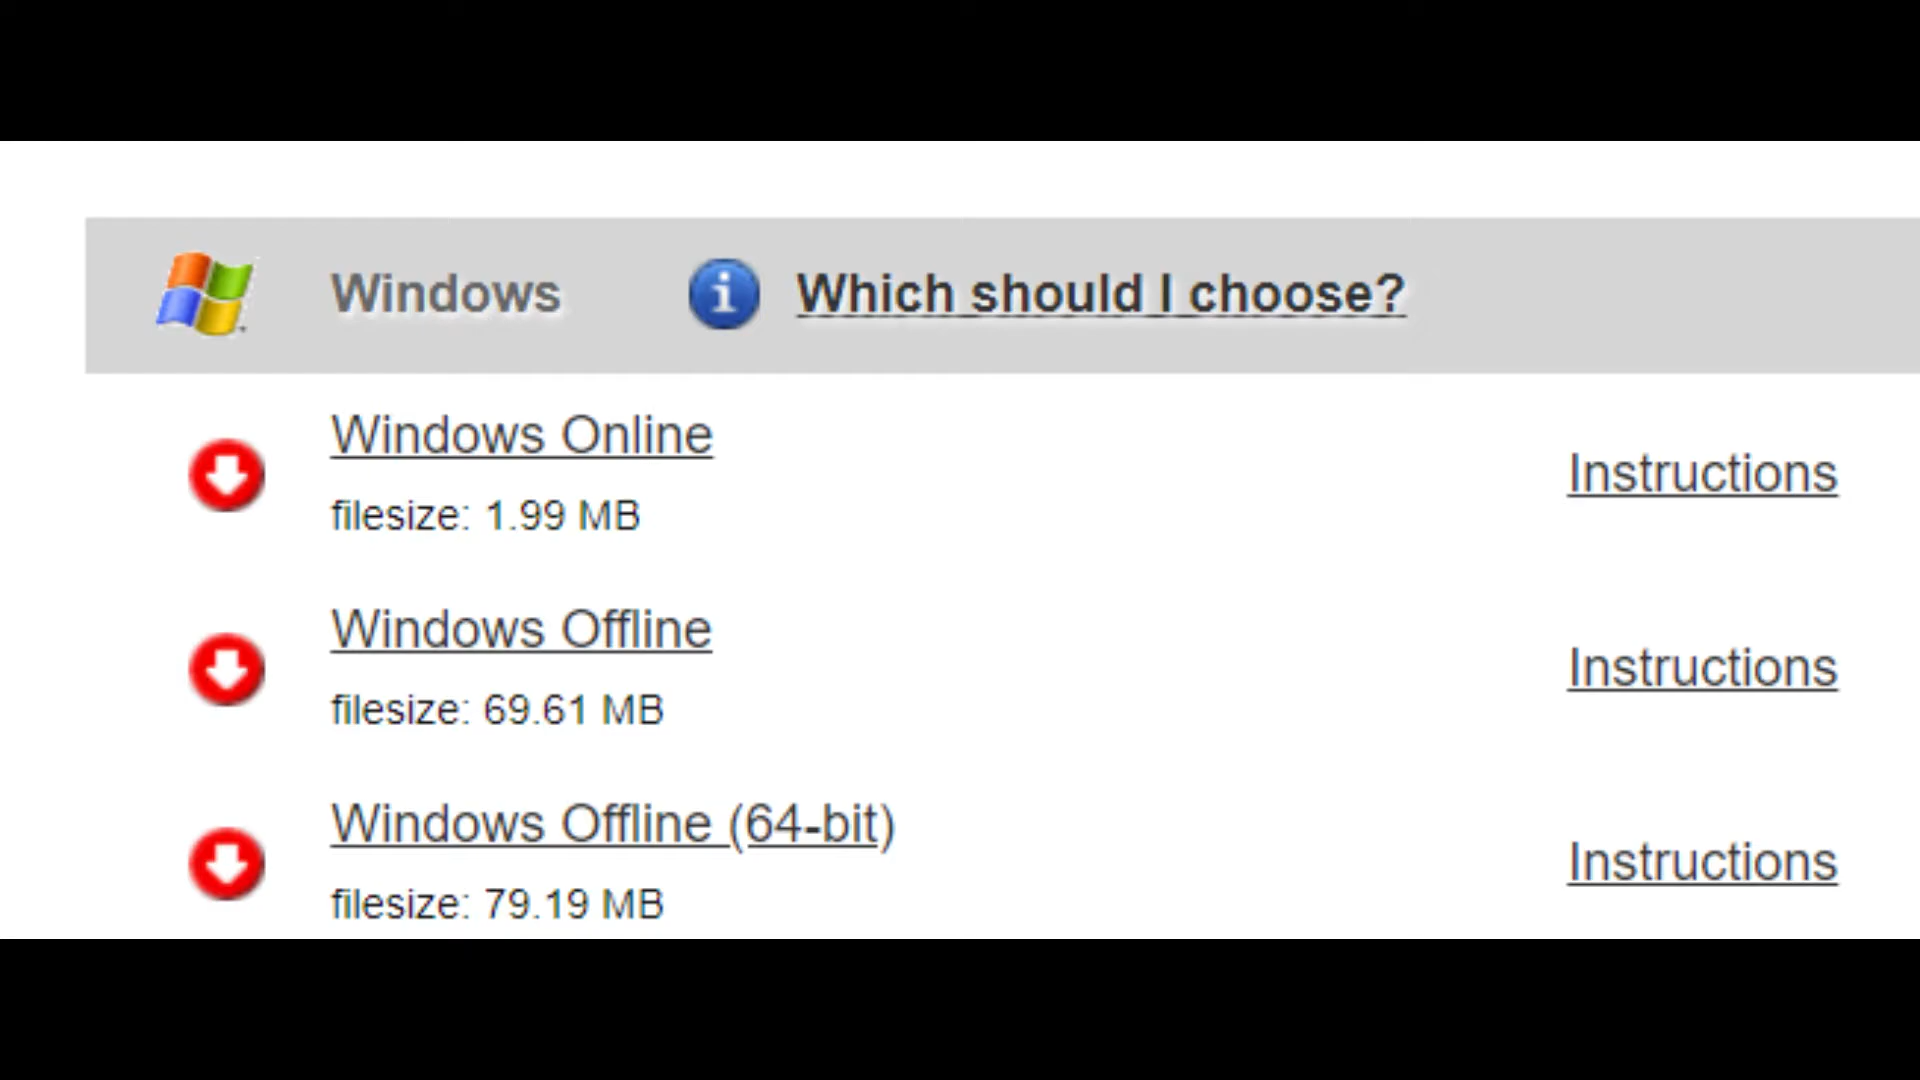 Windows Which should I choose?
Windows Online
Instructions
filesize: 1.99 MB
Windows Offline
Instructions
filesize: 69.61 MB
Windows Offline (64-bit)
Instructions
filesize: 79.19 MB